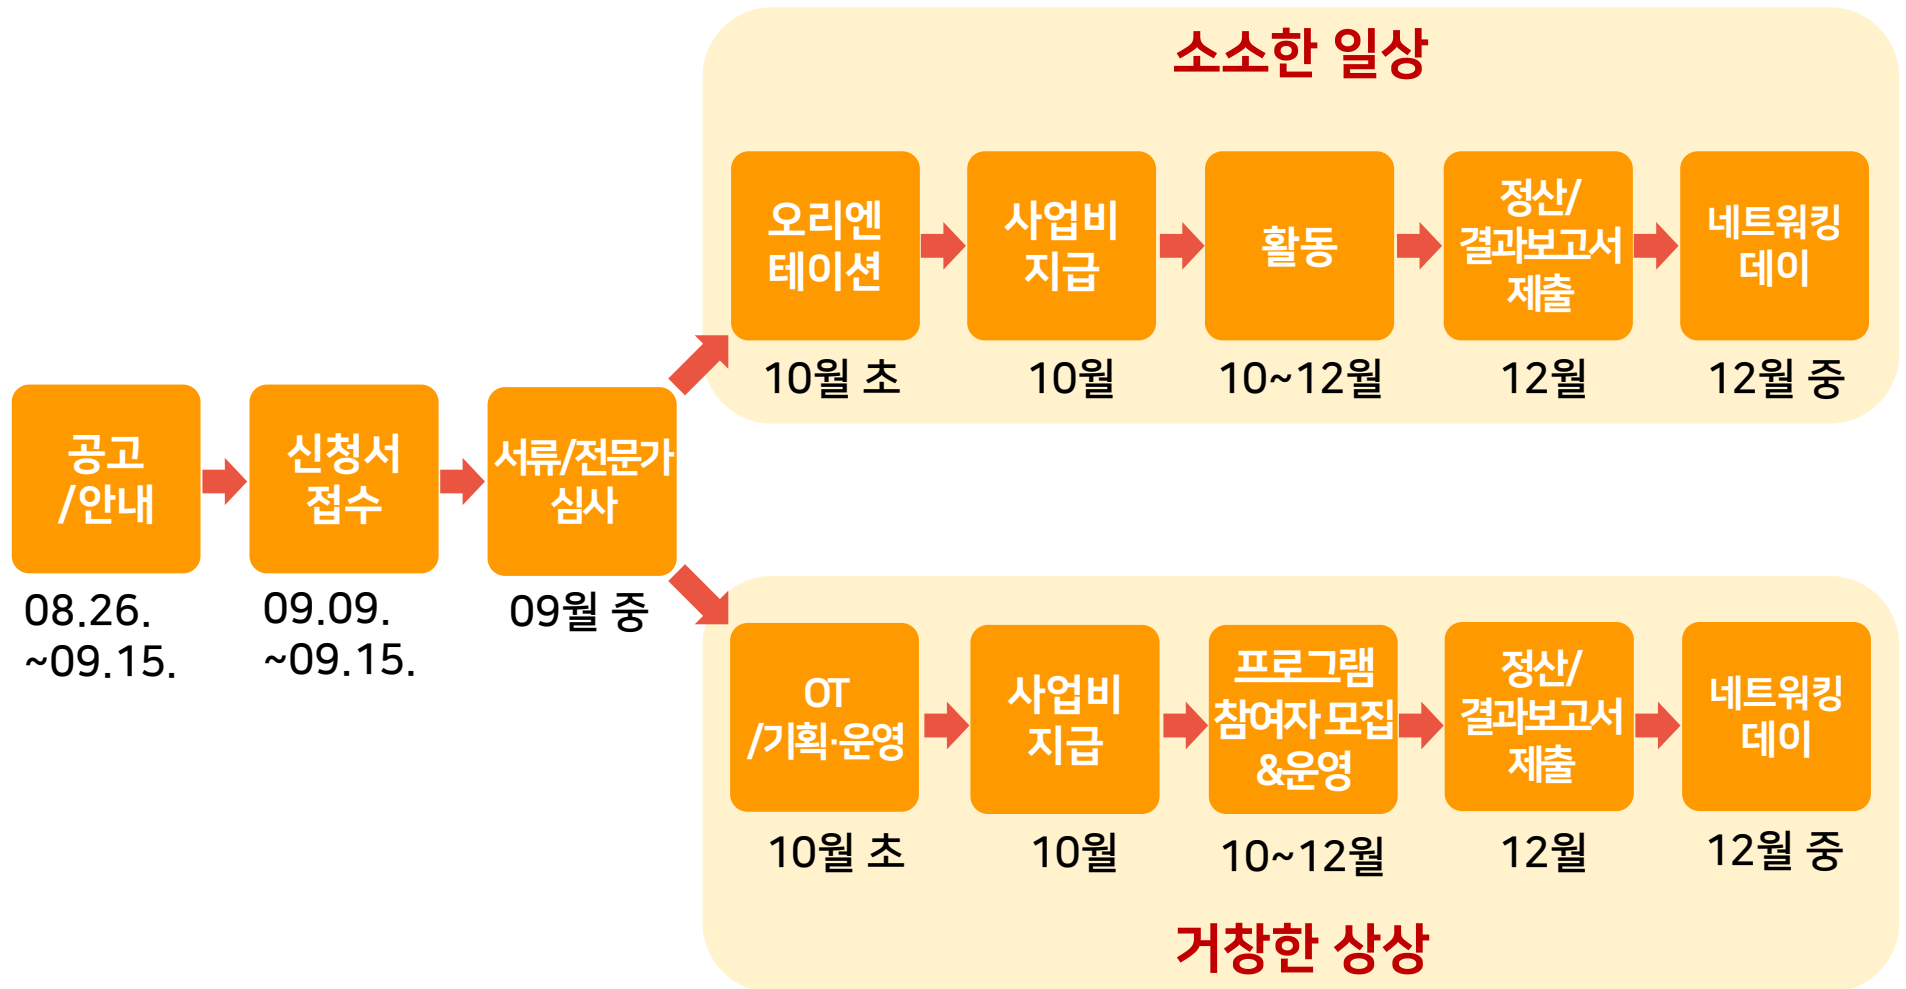 소소한 일상
오리엔
테이션
10월 초
사업비
지급
10월
활동
10~12월
정산/
결과보고서
제출
12월
네트워킹
데이
12월 중
공고
/안내
08.26.
~09.15.
신청서
접수
09.09.
~09.15.
서류/전문가
심사
09월 중
OT
/기획·운영
10월 초
사업비
지급
10월
프로그램
참여자 모집
&운영
10~12월
정산/
결과보고서
제출
12월
네트워킹
데이
12월 중
거창한 상상